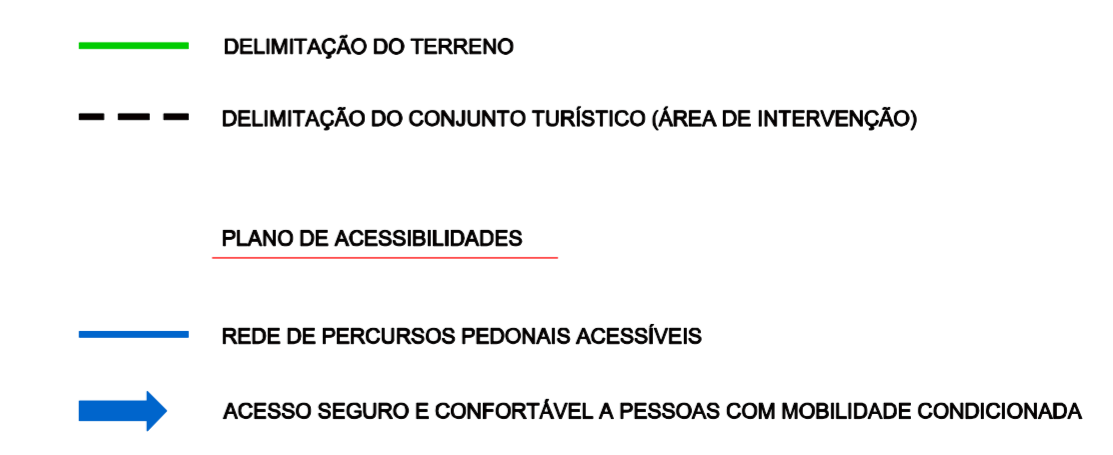 DELIMITAÇÃO DO TERRENO
DELIMITAÇÃO DO CONJUNTO TURÍSTICO (ÁREA DE INTERVENÇÃO)
PLANO DE ACESSIBILIDADES
REDE DE PERCURSOS PEDONAIS ACESSÍVEIS
ACESSO SEGURO E CONFORTÁVEL A PESSOAS COM MOBILIDADE CONDICIONADA